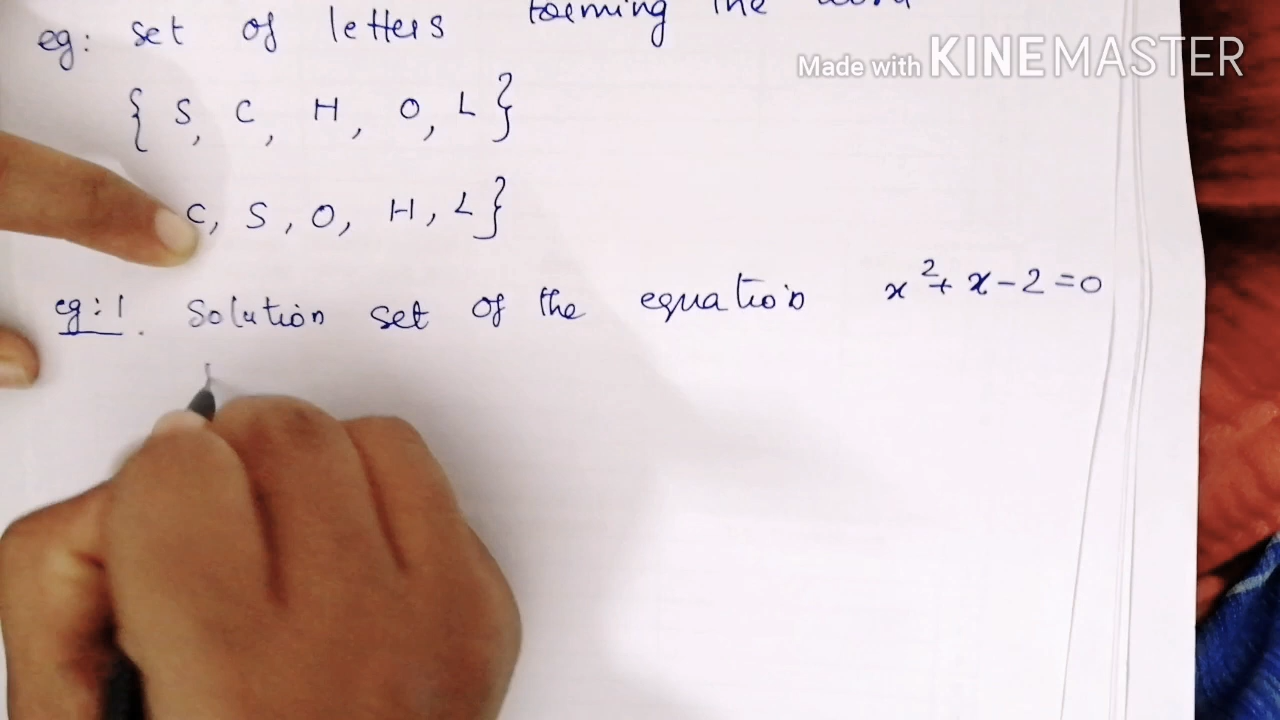 eg: set of letters forming the word
Made with KINEMASTER
{ S, C, H, O, L }
C, S, O, H, L }
eg: 1. Solution set of the equation x² + x - 2 = 0